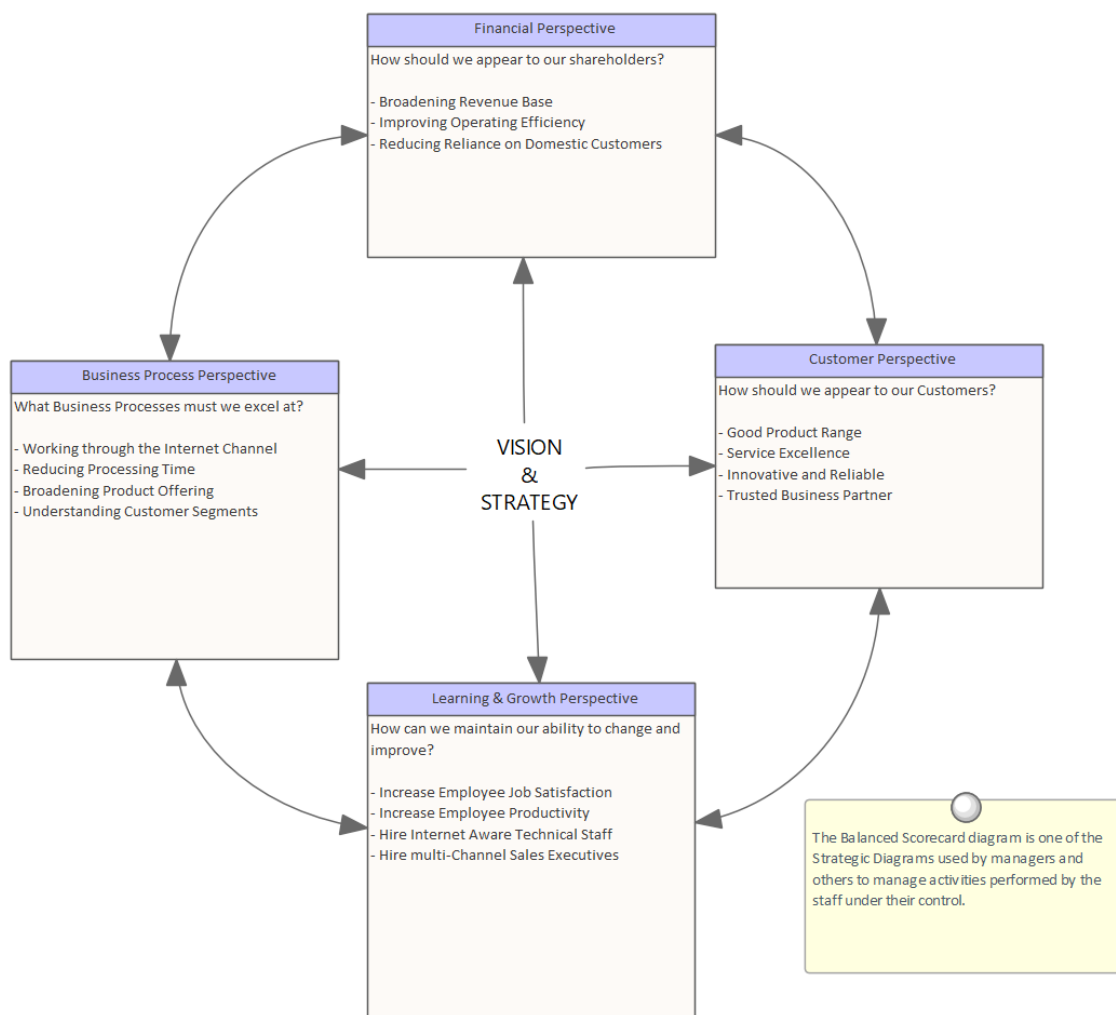 Financial Perspective
How should we appear to our shareholders?
- Broadening Revenue Base
- Improving Operating Efficiency
- Reducing Reliance on Domestic Customers
Business Process Perspective
What Business Processes must we excel at?
- Working through the Internet Channel
- Reducing Processing Time
- Broadening Product Offering
- Understanding Customer Segments
VISION
&
STRATEGY
Customer Perspective
How should we appear to our Customers?
- Good Product Range
- Service Excellence
- Innovative and Reliable
- Trusted Business Partner
Learning & Growth Perspective
How can we maintain our ability to change and
improve?
- Increase Employee Job Satisfaction
- Increase Employee Productivity
- Hire Internet Aware Technical Staff
- Hire multi-Channel Sales Executives
The Balanced Scorecard diagram is one of the
Strategic Diagrams used by managers and
others to manage activities performed by the
staff under their control.